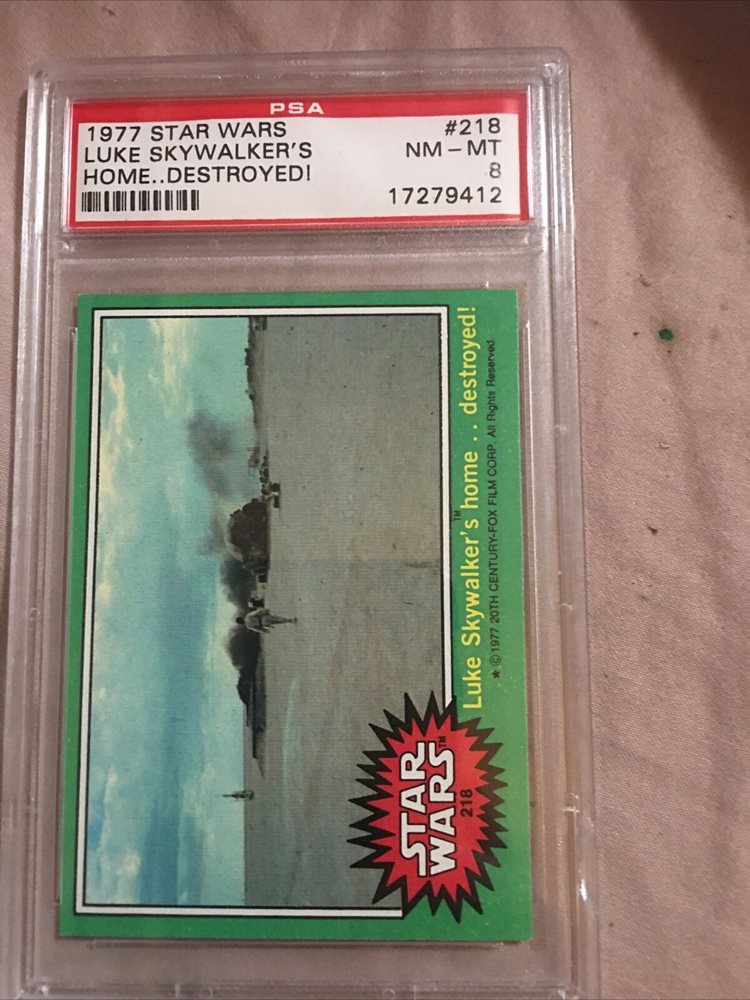 PSA
1977 STAR WARS #218
LUKE SKYWALKER'S NM - MT
HOME..DESTROYED! 8
17279412
Luke Skywalker's™ home . . destroyed!
★ © 1977 20TH CENTURY-FOX FILM CORP. All Rights Reserved.
STAR
WARS™
218